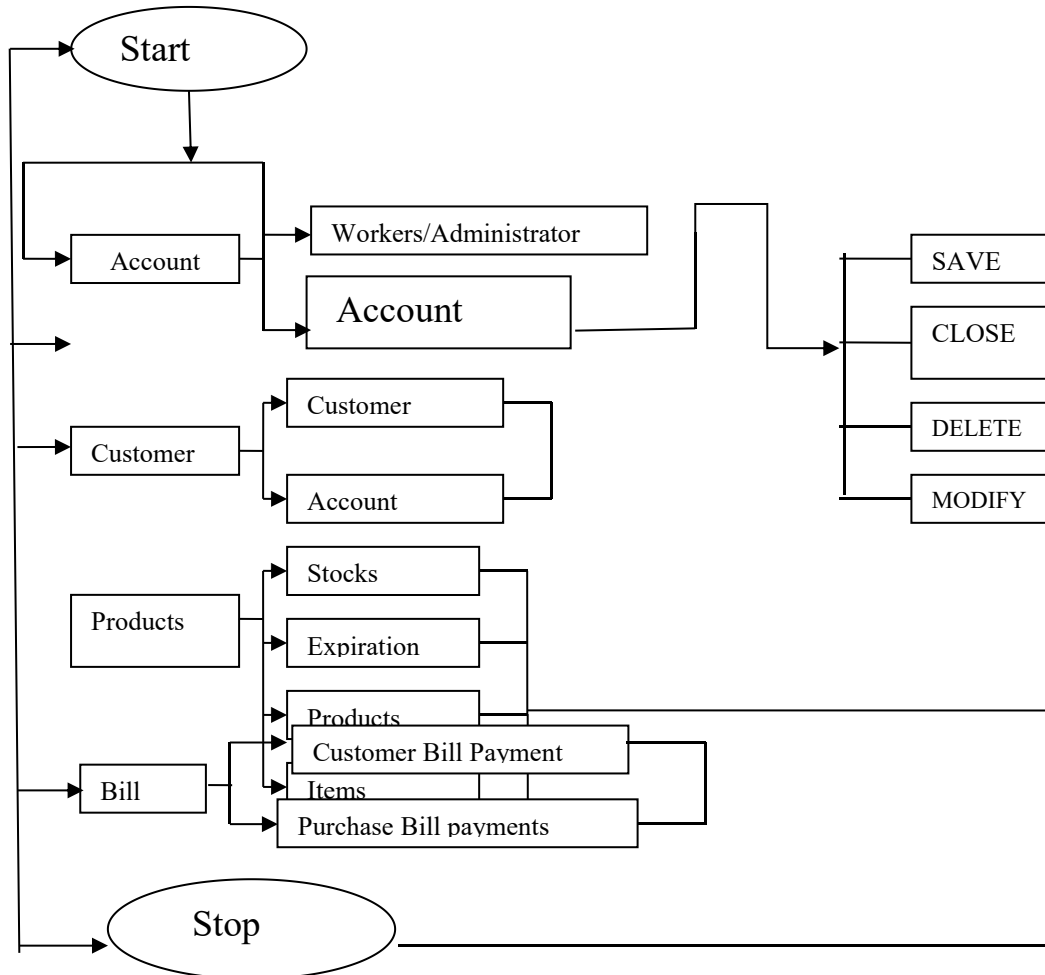 Start
Workers/Administrator
Account
SAVE
Account
CLOSE
Customer
DELETE
Customer
Account
MODIFY
Stocks
Products
Expiration
Products
Customer Bill Payment
Bill
Items
Purchase Bill payments
Stop